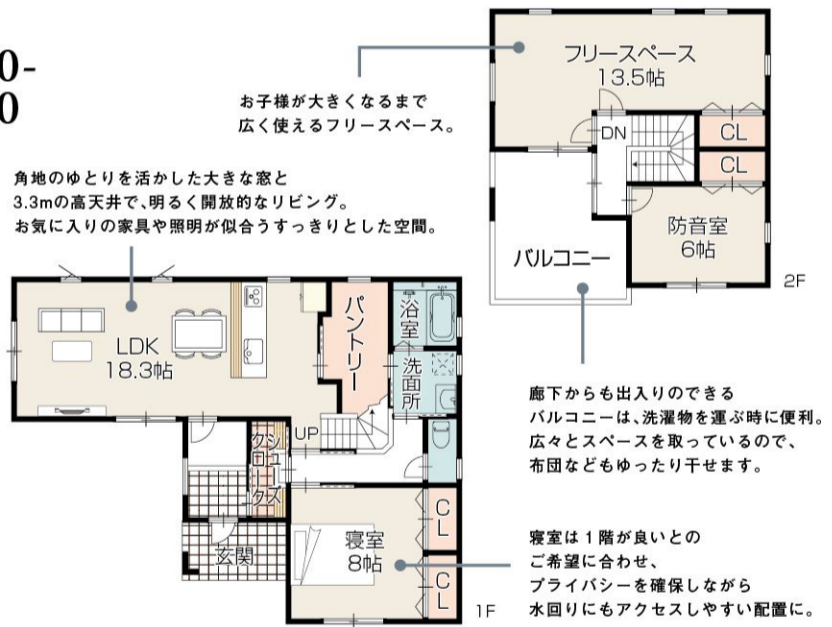 0-
0
お子様が大きくなるまで
広く使えるフリースペース。
フリースペース
13.5帖
DN
CL
CL
防音室
6帖
バルコニー
2F
角地のゆとりを活かした大きな窓と
3.3mの高天井で、明るく開放的なリビング。
お気に入りの家具や照明が似合うすっきりとした空間。
LDK
18.3帖
パントリー
浴室
洗面所
UP
シューズ
クローク
玄関
寝室
8帖
CL
CL
1F
廊下からも出入りのできる
バルコニーは、洗濯物を運ぶ時に便利。
広々とスペースを取っているので、
布団などもゆったり干せます。
寝室は1階が良いとの
ご希望に合わせ、
プライバシーを確保しながら
水回りにもアクセスしやすい配置に。